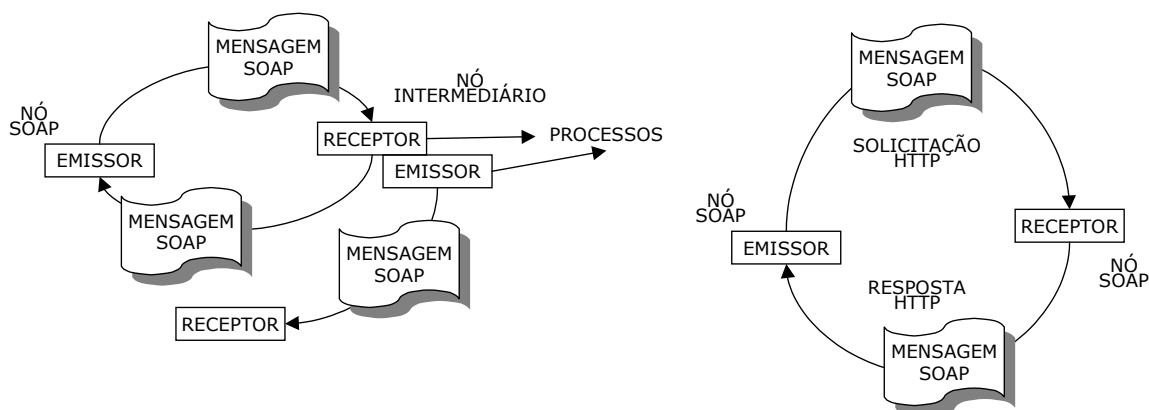 MENSAGEM
SOAP
NÓ
INTERMEDIÁRIO
NÓ
SOAP
RECEPTOR
PROCESSOS
EMISSOR
EMISSOR
MENSAGEM
SOAP
MENSAGEM
SOAP
RECEPTOR
MENSAGEM
SOAP
SOLICITAÇÃO
HTTP
NÓ
SOAP
EMISSOR
RECEPTOR
NÓ
SOAP
RESPOSTA
HTTP
MENSAGEM
SOAP